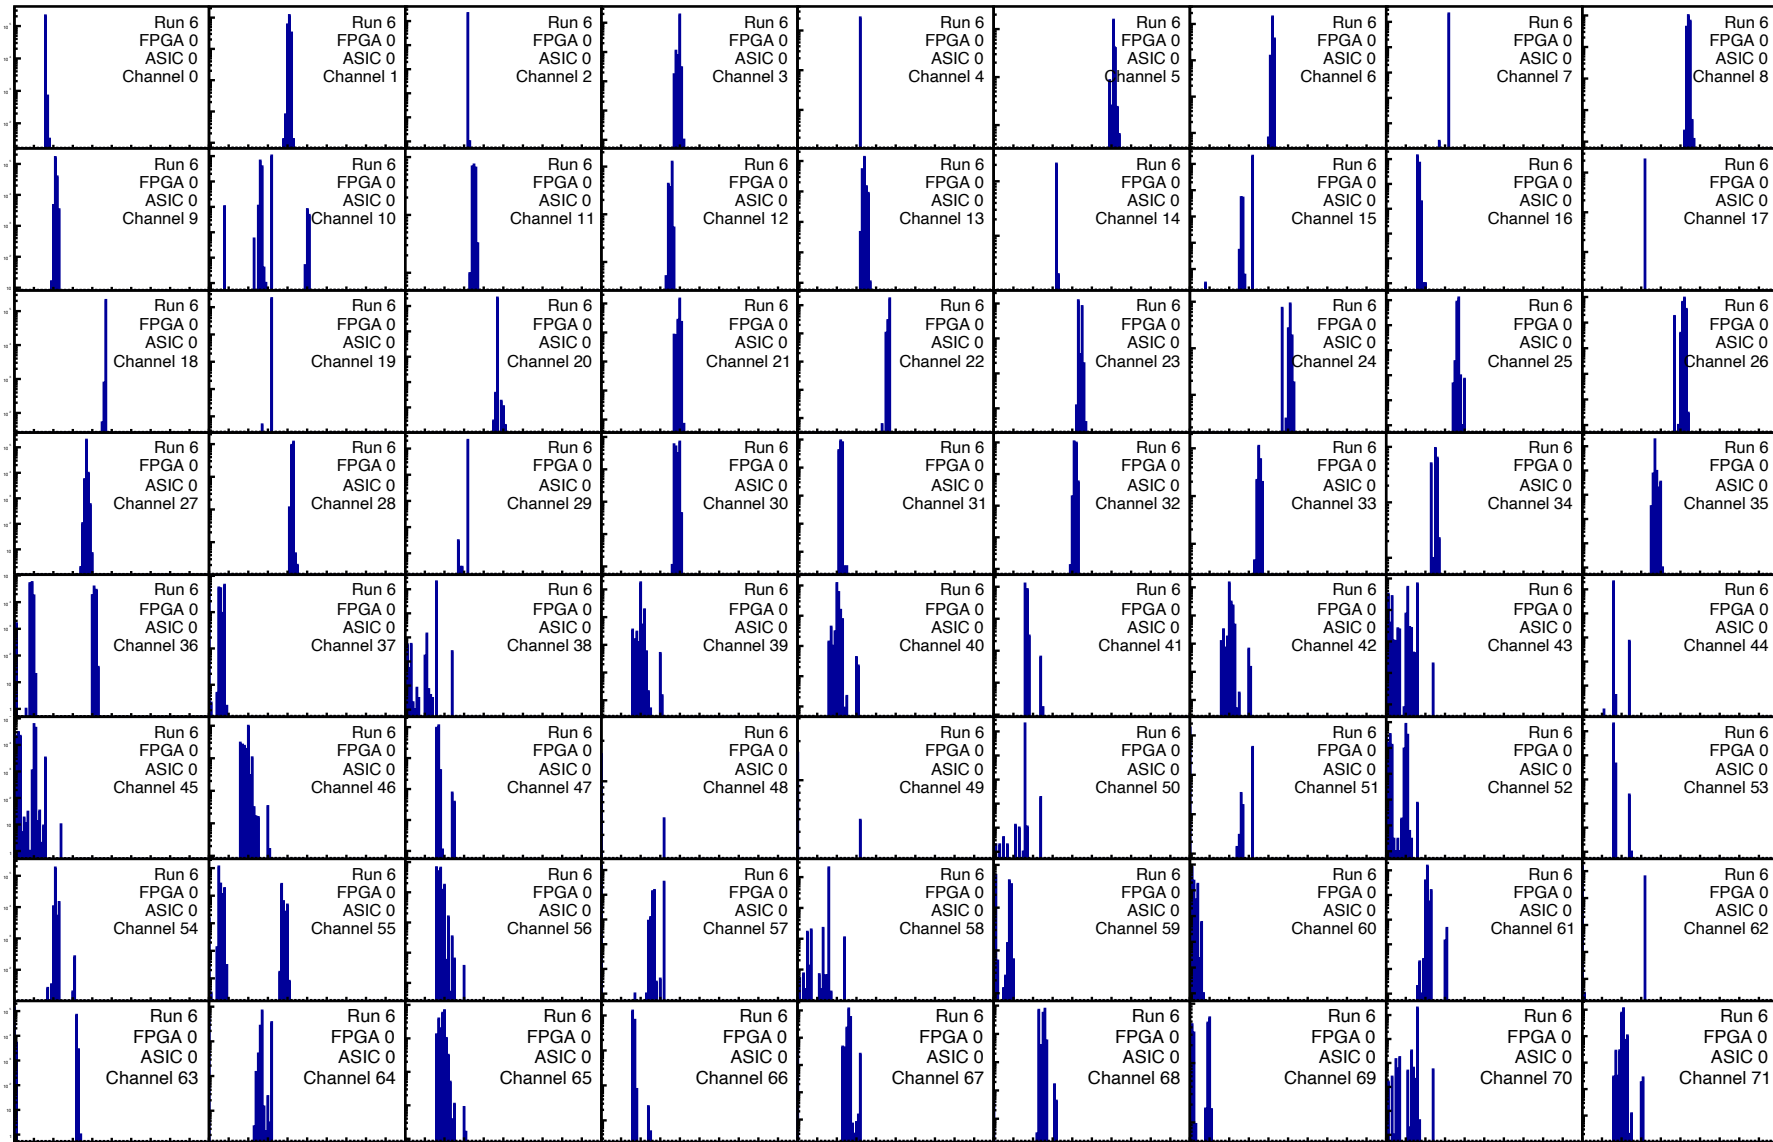 Run 6
FPGA 0
ASIC 0
Channel 0
Run 6
FPGA 0
ASIC 0
Channel 1
Run 6
FPGA 0
ASIC 0
Channel 2
Run 6
FPGA 0
ASIC 0
Channel 3
Run 6
FPGA 0
ASIC 0
Channel 4
Run 6
FPGA 0
ASIC 0
Channel 5
Run 6
FPGA 0
ASIC 0
Channel 6
Run 6
FPGA 0
ASIC 0
Channel 7
Run 6
FPGA 0
ASIC 0
Channel 8
Run 6
FPGA 0
ASIC 0
Channel 9
Run 6
FPGA 0
ASIC 0
Channel 10
Run 6
FPGA 0
ASIC 0
Channel 11
Run 6
FPGA 0
ASIC 0
Channel 12
Run 6
FPGA 0
ASIC 0
Channel 13
Run 6
FPGA 0
ASIC 0
Channel 14
Run 6
FPGA 0
ASIC 0
Channel 15
Run 6
FPGA 0
ASIC 0
Channel 16
Run 6
FPGA 0
ASIC 0
Channel 17
Run 6
FPGA 0
ASIC 0
Channel 18
Run 6
FPGA 0
ASIC 0
Channel 19
Run 6
FPGA 0
ASIC 0
Channel 20
Run 6
FPGA 0
ASIC 0
Channel 21
Run 6
FPGA 0
ASIC 0
Channel 22
Run 6
FPGA 0
ASIC 0
Channel 23
Run 6
FPGA 0
ASIC 0
Channel 24
Run 6
FPGA 0
ASIC 0
Channel 25
Run 6
FPGA 0
ASIC 0
Channel 26
Run 6
FPGA 0
ASIC 0
Channel 27
Run 6
FPGA 0
ASIC 0
Channel 28
Run 6
FPGA 0
ASIC 0
Channel 29
Run 6
FPGA 0
ASIC 0
Channel 30
Run 6
FPGA 0
ASIC 0
Channel 31
Run 6
FPGA 0
ASIC 0
Channel 32
Run 6
FPGA 0
ASIC 0
Channel 33
Run 6
FPGA 0
ASIC 0
Channel 34
Run 6
FPGA 0
ASIC 0
Channel 35
Run 6
FPGA 0
ASIC 0
Channel 36
Run 6
FPGA 0
ASIC 0
Channel 37
Run 6
FPGA 0
ASIC 0
Channel 38
Run 6
FPGA 0
ASIC 0
Channel 39
Run 6
FPGA 0
ASIC 0
Channel 40
Run 6
FPGA 0
ASIC 0
Channel 41
Run 6
FPGA 0
ASIC 0
Channel 42
Run 6
FPGA 0
ASIC 0
Channel 43
Run 6
FPGA 0
ASIC 0
Channel 44
Run 6
FPGA 0
ASIC 0
Channel 45
Run 6
FPGA 0
ASIC 0
Channel 46
Run 6
FPGA 0
ASIC 0
Channel 47
Run 6
FPGA 0
ASIC 0
Channel 48
Run 6
FPGA 0
ASIC 0
Channel 49
Run 6
FPGA 0
ASIC 0
Channel 50
Run 6
FPGA 0
ASIC 0
Channel 51
Run 6
FPGA 0
ASIC 0
Channel 52
Run 6
FPGA 0
ASIC 0
Channel 53
Run 6
FPGA 0
ASIC 0
Channel 54
Run 6
FPGA 0
ASIC 0
Channel 55
Run 6
FPGA 0
ASIC 0
Channel 56
Run 6
FPGA 0
ASIC 0
Channel 57
Run 6
FPGA 0
ASIC 0
Channel 58
Run 6
FPGA 0
ASIC 0
Channel 59
Run 6
FPGA 0
ASIC 0
Channel 60
Run 6
FPGA 0
ASIC 0
Channel 61
Run 6
FPGA 0
ASIC 0
Channel 62
Run 6
FPGA 0
ASIC 0
Channel 63
Run 6
FPGA 0
ASIC 0
Channel 64
Run 6
FPGA 0
ASIC 0
Channel 65
Run 6
FPGA 0
ASIC 0
Channel 66
Run 6
FPGA 0
ASIC 0
Channel 67
Run 6
FPGA 0
ASIC 0
Channel 68
Run 6
FPGA 0
ASIC 0
Channel 69
Run 6
FPGA 0
ASIC 0
Channel 70
Run 6
FPGA 0
ASIC 0
Channel 71